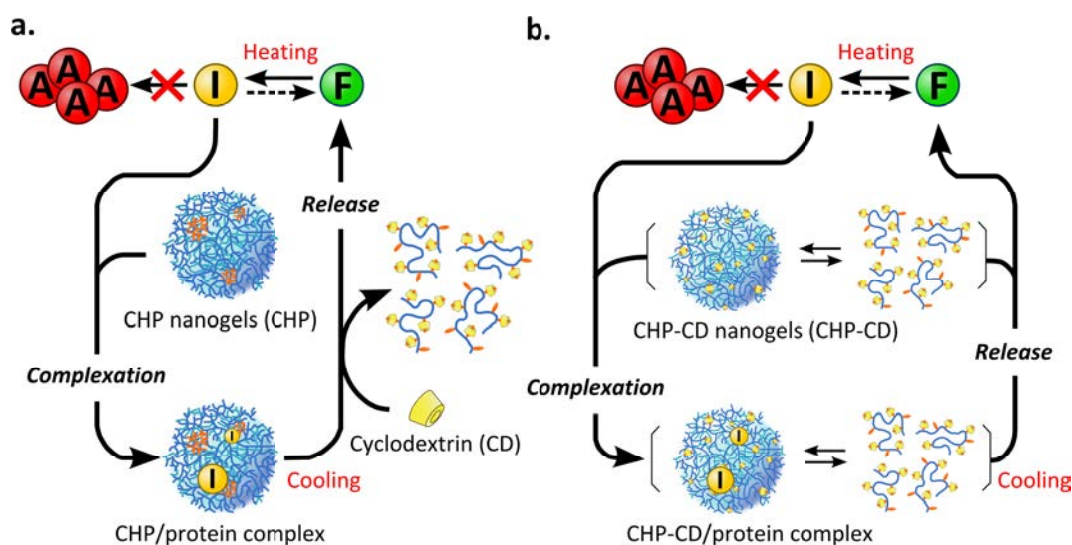 a.
Heating
A A A A I F
Release
CHP nanogels (CHP)
Complexation
Cyclodextrin (CD)
I
I
Cooling
CHP/protein complex
b.
Heating
A A A A I F
CHP-CD nanogels (CHP-CD)
Release
Complexation
I
I
Cooling
CHP-CD/protein complex